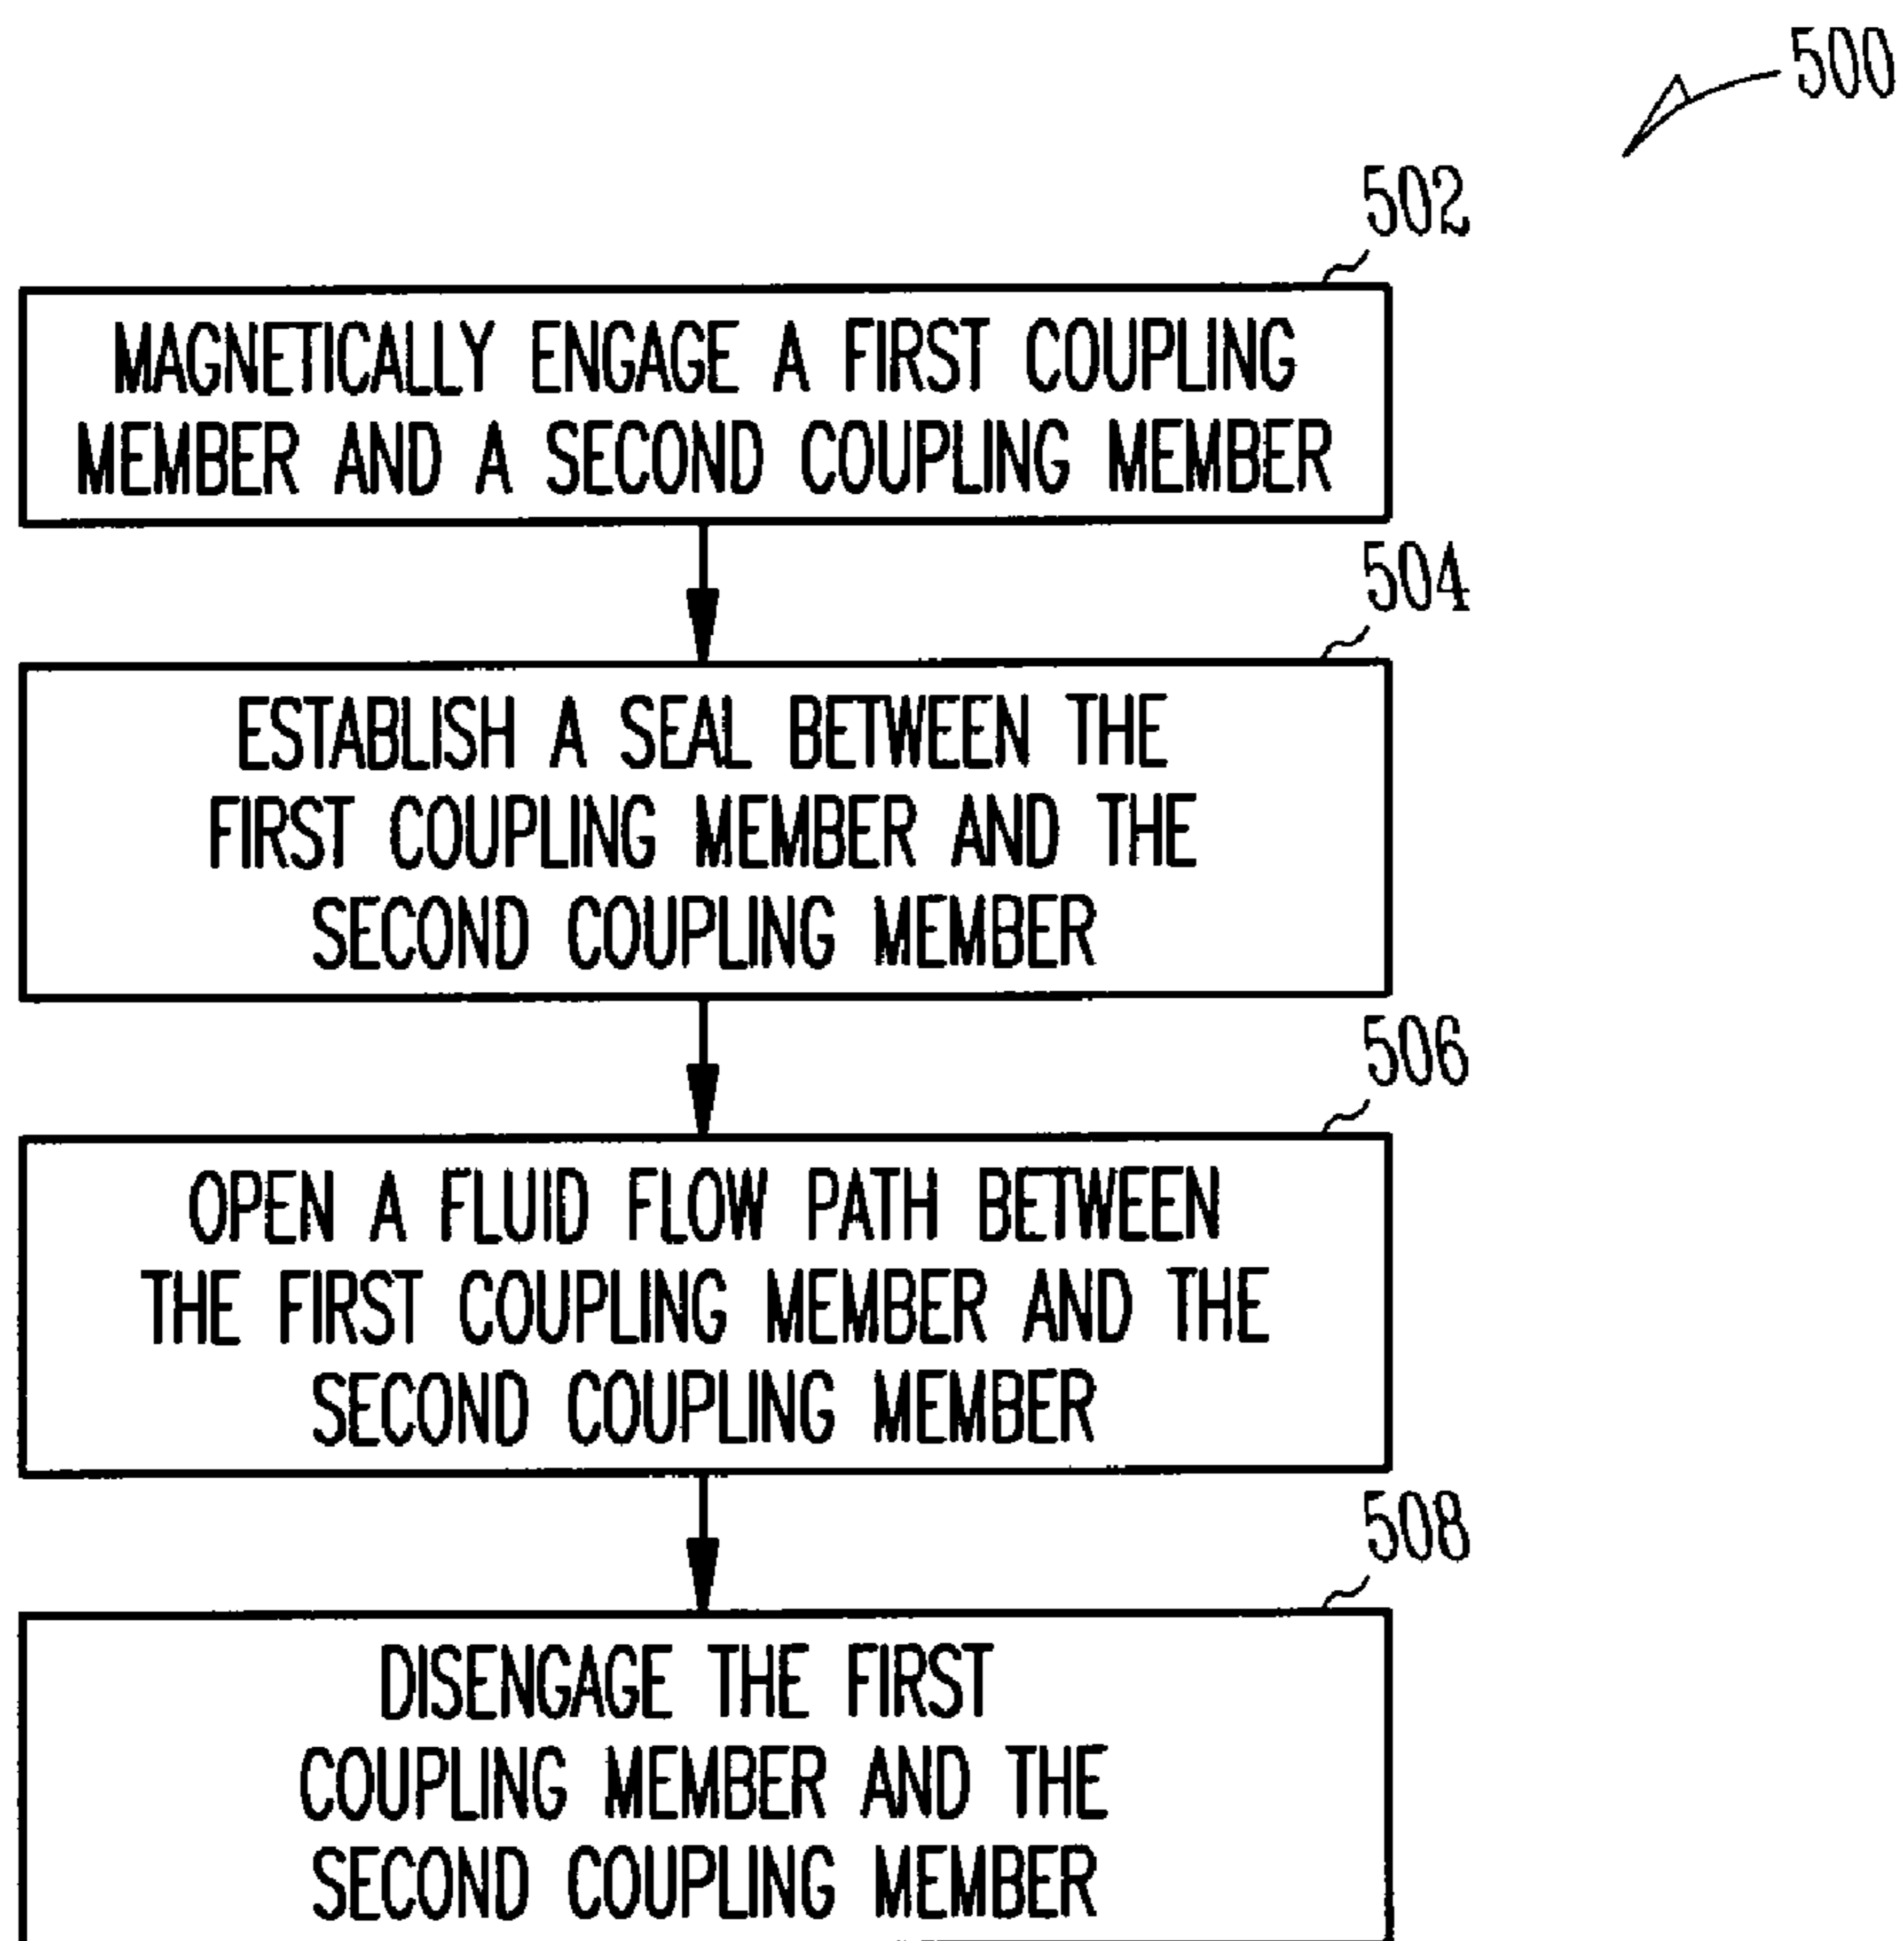 500
502
MAGNETICALLY ENGAGE A FIRST COUPLING
MEMBER AND A SECOND COUPLING MEMBER
504
ESTABLISH A SEAL BETWEEN THE
FIRST COUPLING MEMBER AND THE
SECOND COUPLING MEMBER
506
OPEN A FLUID FLOW PATH BETWEEN
THE FIRST COUPLING MEMBER AND THE
SECOND COUPLING MEMBER
508
DISENGAGE THE FIRST
COUPLING MEMBER AND THE
SECOND COUPLING MEMBER